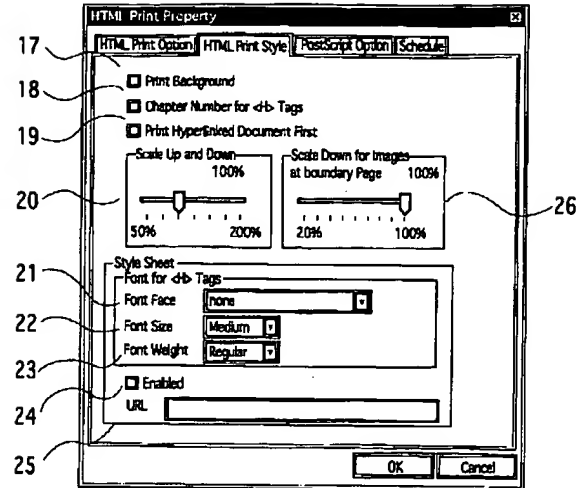 HTML Print Property
HTML Print Option HTML Print Style PostScript Option Schedule
17
18 Print Background
19 Chapter Number for <H> Tags
Print Hyperlinked Document First
Scale Up and Down
100%
20
50% 200%
Scale Down for Images
at boundary Page 100%
26
20% 100%
Style Sheet
Font for <H> Tags
21 Font Face none
22 Font Size Medium
23 Font Weight Regular
24 Enabled
25 URL
OK Cancel